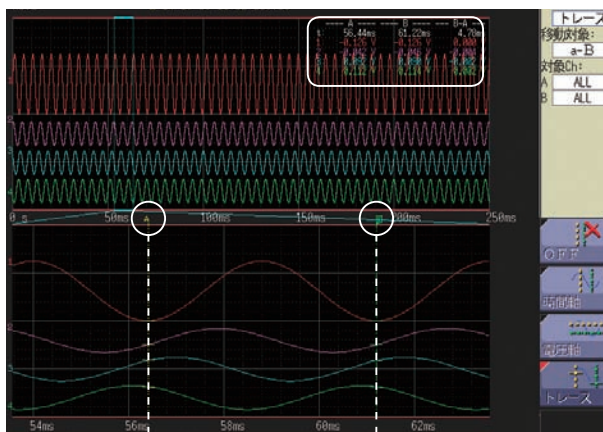 ---- A ---- ---- B ---- ---- B-A ----
t: 56.44ms 61.22ms 4.78ms
-0.126 V -0.126 V 0.000
トレース
移動対象:
a-B
対象Ch:
A ALL
B ALL
1
2
3
4
0 s 50ms A 100ms 150ms 200ms 250ms
OFF
時間軸
電圧軸
トレース
1
2
3
4
54ms 56ms 58ms 60ms 62ms